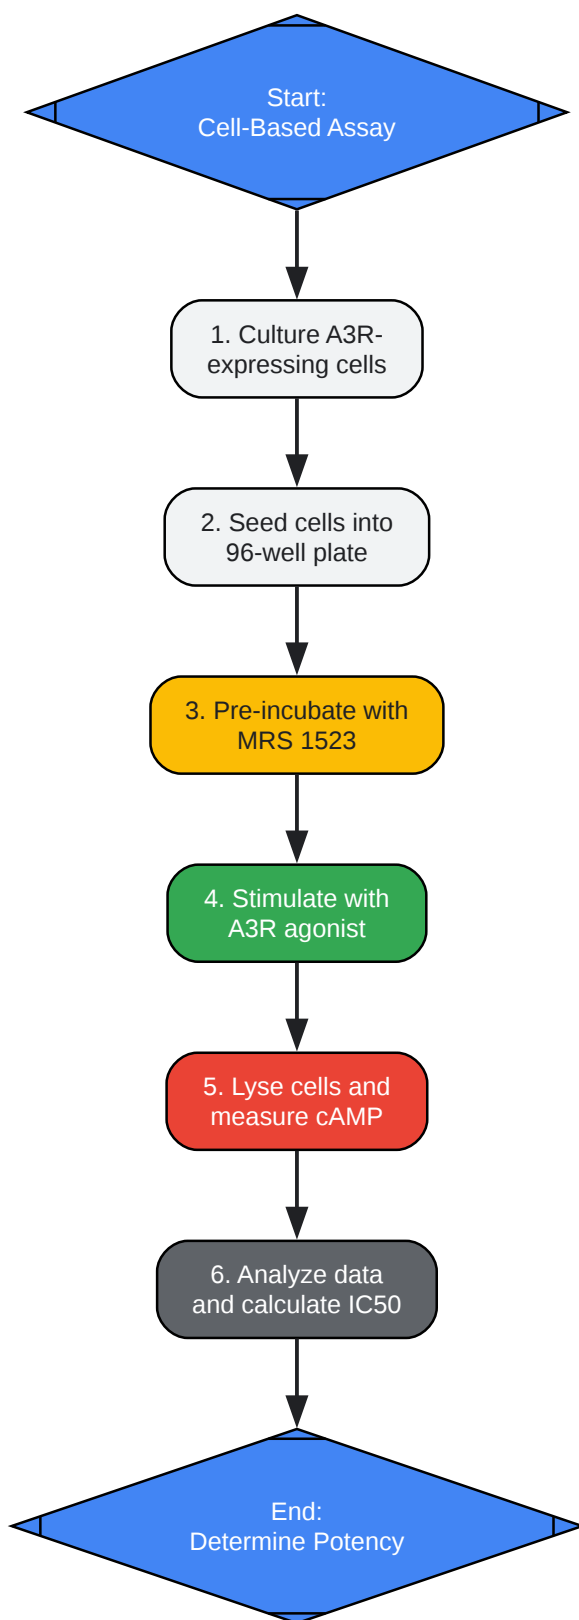 Start:
Cell-Based Assay
1. Culture A3R-
expressing cells
2. Seed cells into
96-well plate
3. Pre-incubate with
MRS 1523
4. Stimulate with
A3R agonist
5. Lyse cells and
measure cAMP
6. Analyze data
and calculate IC50
End:
Determine Potency